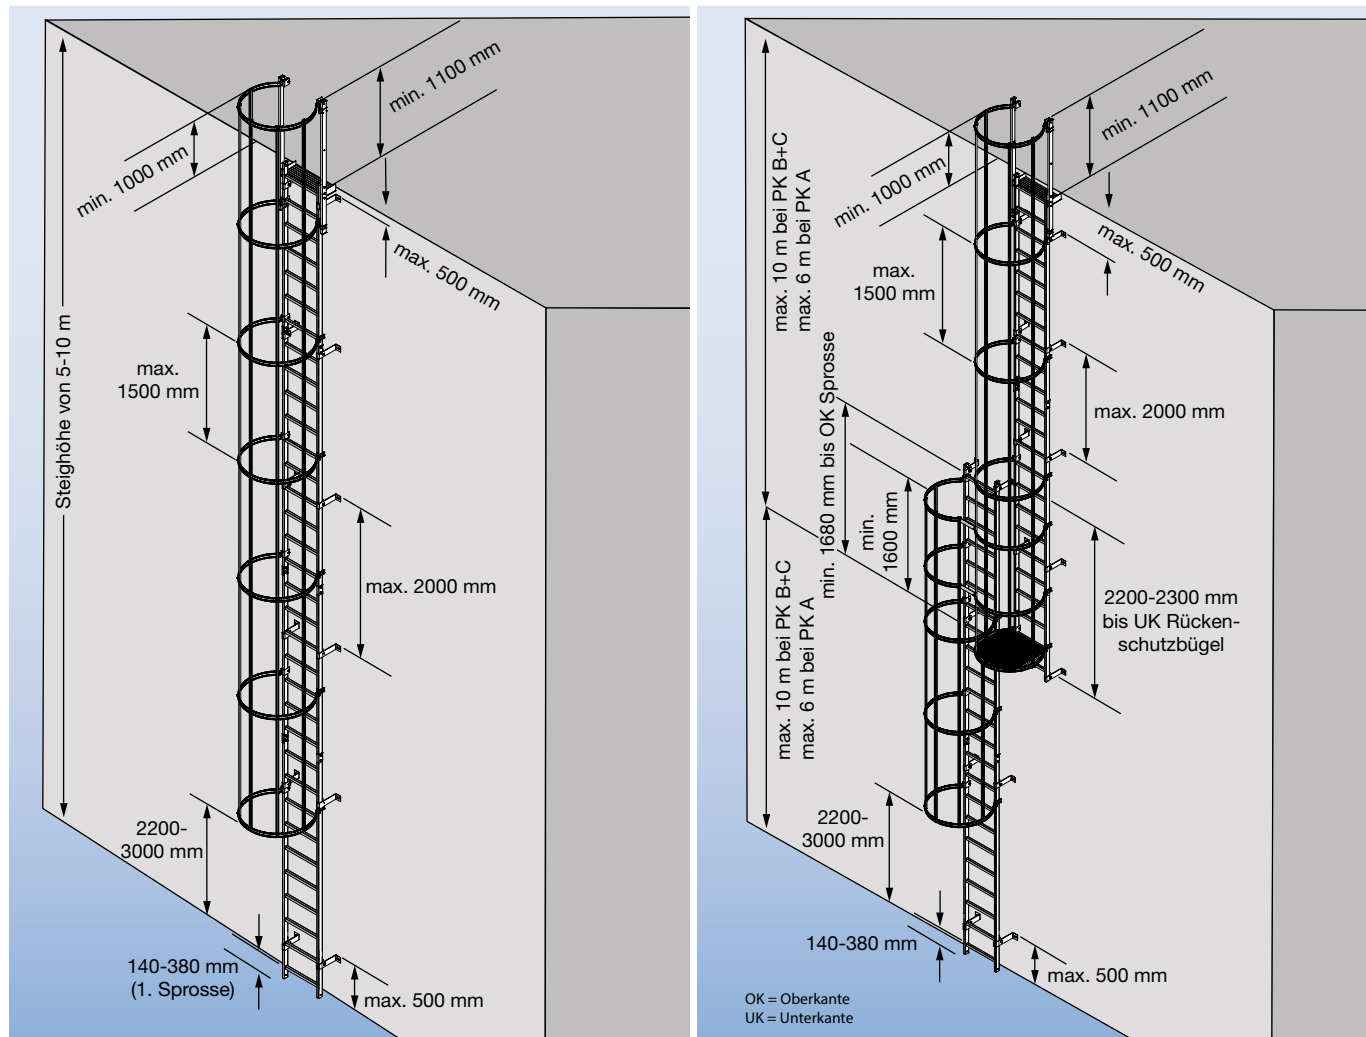 min. 1100 mm
min. 1000 mm
max. 500 mm
Steighöhe von 5-10 m
max.
1500 mm
max. 2000 mm
2200-
3000 mm
140-380 mm
(1. Sprosse)
max. 500 mm
min. 1100 mm
min. 1000 mm
max. 500 mm
max. 10 m bei PK B+C
max. 6 m bei PK A
max.
1500 mm
max. 2000 mm
min. 1680 mm bis OK Sprosse
min.
1600 mm
2200-2300 mm
bis UK Rücken-
schutzbügel
max. 10 m bei PK B+C
max. 6 m bei PK A
2200-
3000 mm
140-380 mm
max. 500 mm
OK = Oberkante
UK = Unterkante